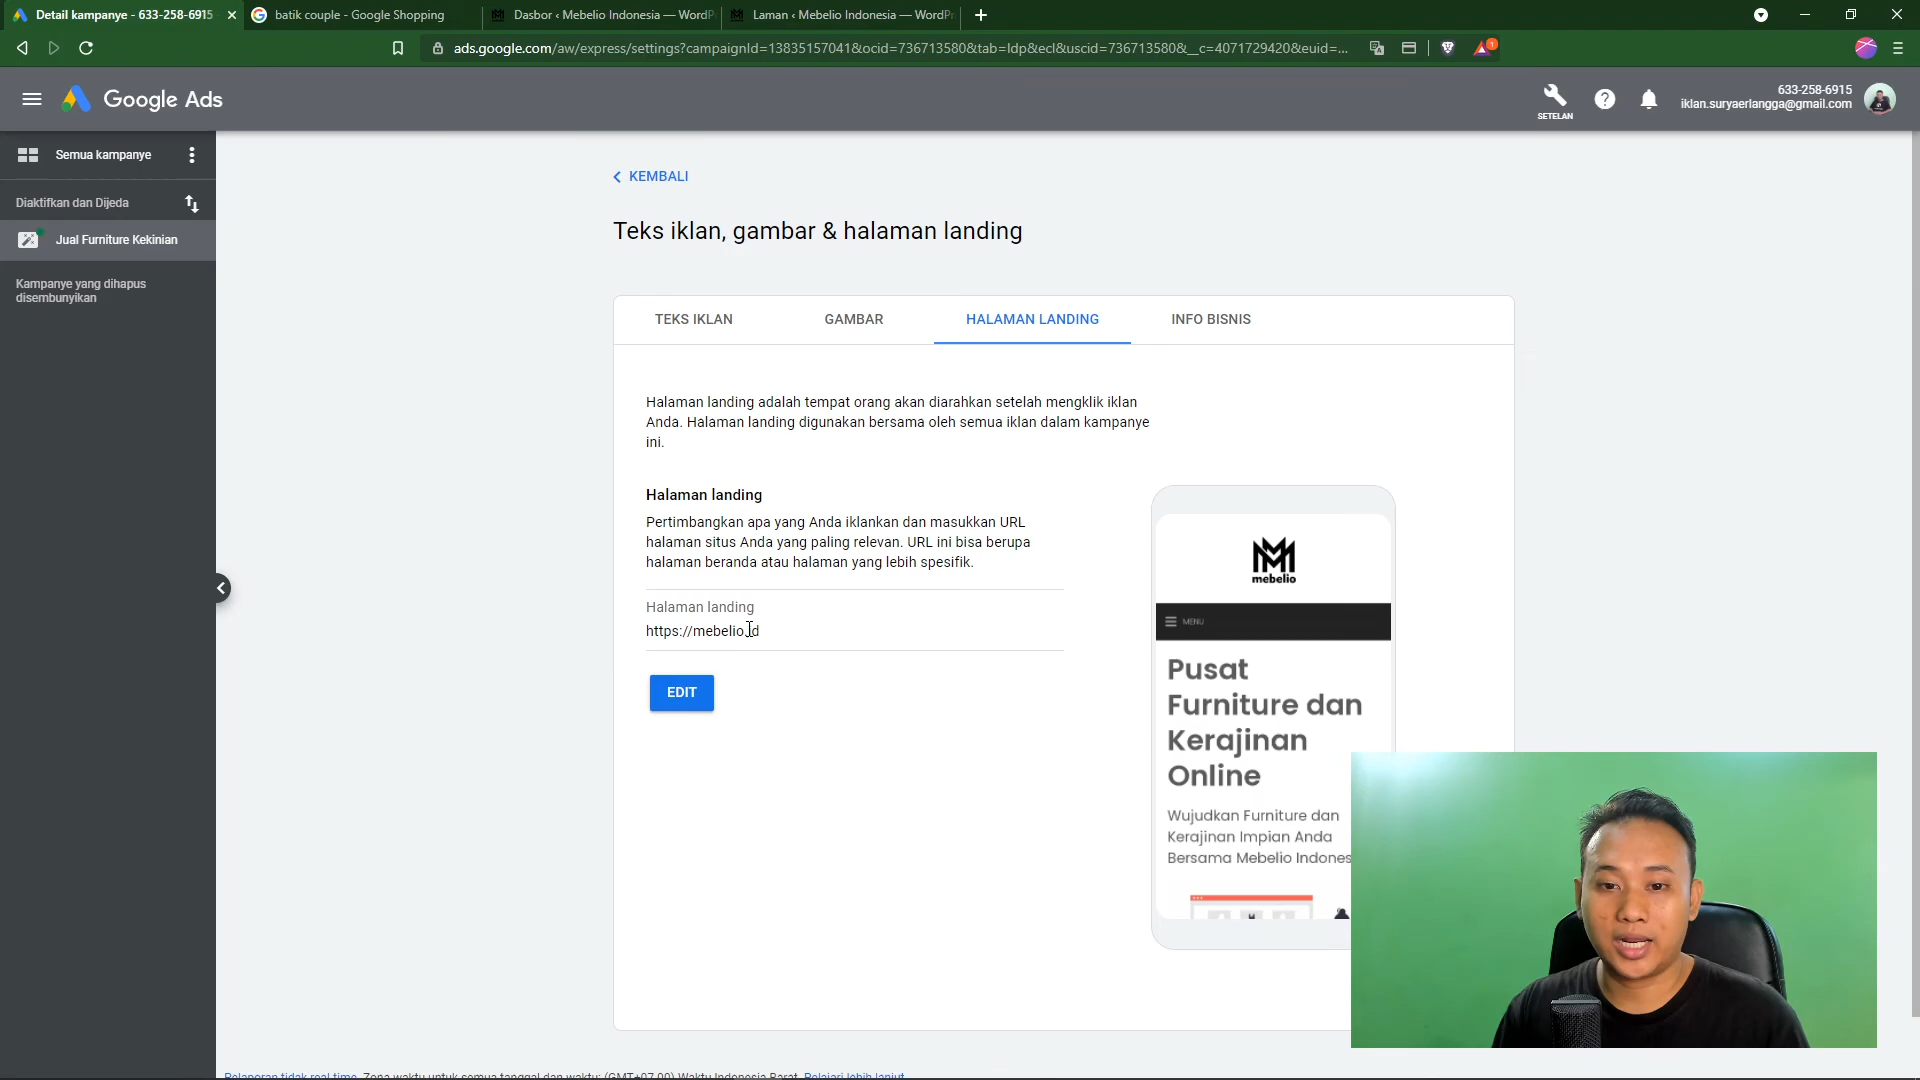 Detail kampanye - 633-258-6915
batik couple - Google Shopping
Dasbor ‹ Mebelio Indonesia — WordP
Laman ‹ Mebelio Indonesia — WordP
ads.google.com/aw/express/settings?campaignId=13835157041&ocid=736713580&tab=ldp&ecl&uscid=736713580&__c=4071729420&euid=...
1
Google Ads
SETELAN
633-258-6915
iklan.suryaerlangga@gmail.com
Semua kampanye
Diaktifkan dan Dijeda
Jual Furniture Kekinian
Kampanye yang dihapus
disembunyikan
KEMBALI
Teks iklan, gambar & halaman landing
TEKS IKLAN
GAMBAR
HALAMAN LANDING
INFO BISNIS
Halaman landing adalah tempat orang akan diarahkan setelah mengklik iklan
Anda. Halaman landing digunakan bersama oleh semua iklan dalam kampanye
ini.
Halaman landing
Pertimbangkan apa yang Anda iklankan dan masukkan URL
halaman situs Anda yang paling relevan. URL ini bisa berupa
halaman beranda atau halaman yang lebih spesifik.
Halaman landing
https://mebelio.id
EDIT
mebelio
MENU
Pusat
Furniture dan
Kerajinan
Online
Wujudkan Furniture dan
Kerajinan Impian Anda
Bersama Mebelio Indones
Pelaporan tidak real time. Zona waktu untuk semua tanggal dan waktu: (GMT+07.00) Waktu Indonesia Barat. Pelajari lebih lanjut